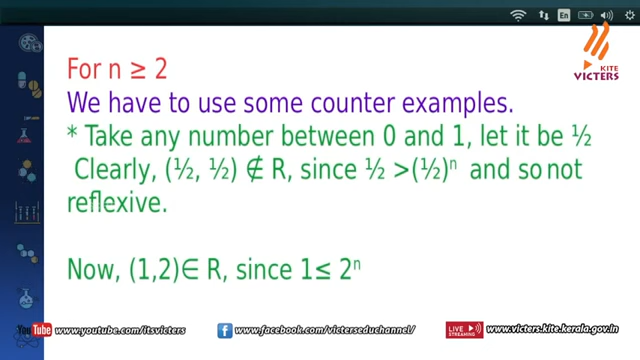 En
KITE
VICTERS
For n ≥ 2
We have to use some counter examples.
* Take any number between 0 and 1, let it be ½
Clearly, (½, ½) ∉ R, since ½ >(½)ⁿ and so not
reflexive.
Now, (1,2)∈ R, since 1≤ 2ⁿ
YouTube www.youtube.com/itsvicters
f www.facebook.com/victerseduchannel/
LIVE STREAMING www.victers.kite.kerala.gov.in